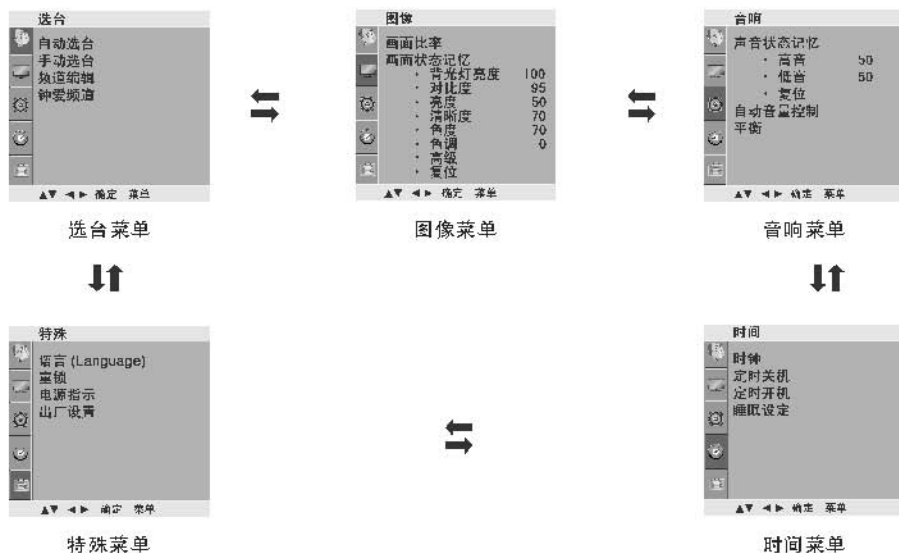 选台
自动选台
手动选台
频道编辑
钟爱频道
▲▼ ◄► 确定 菜单
选台菜单
图像
画面比率
画面状态记忆
· 背光灯亮度 100
· 对比度 95
· 亮度 50
· 清晰度 70
· 色度 70
· 色调 0
· 高级
· 复位
▲▼ ◄► 确定 菜单
图像菜单
音响
声音状态记忆
· 高音 50
· 低音 50
· 复位
自动音量控制
平衡
▲▼ ◄► 确定 菜单
音响菜单
特殊
语言 (Language)
童锁
电源指示
出厂设置
▲▼ ◄► 确定 菜单
特殊菜单
时间
时钟
定时关机
定时开机
睡眠设定
▲▼ ◄► 确定 菜单
时间菜单